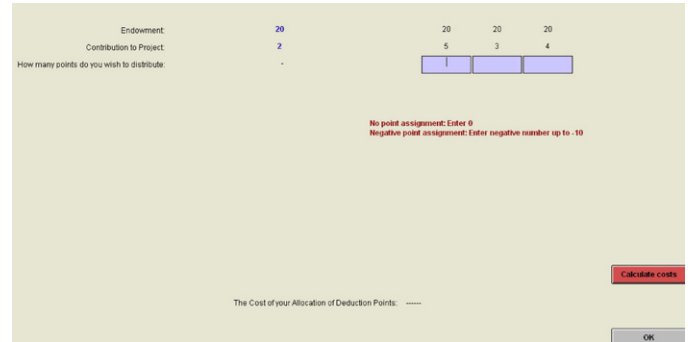 Endowment: 20 20 20 20
Contribution to Project: 2 5 3 4
How many points do you wish to distribute: -
No point assignment: Enter 0
Negative point assignment: Enter negative number up to -10
Calculate costs
The Cost of your Allocation of Deduction Points: ------
OK